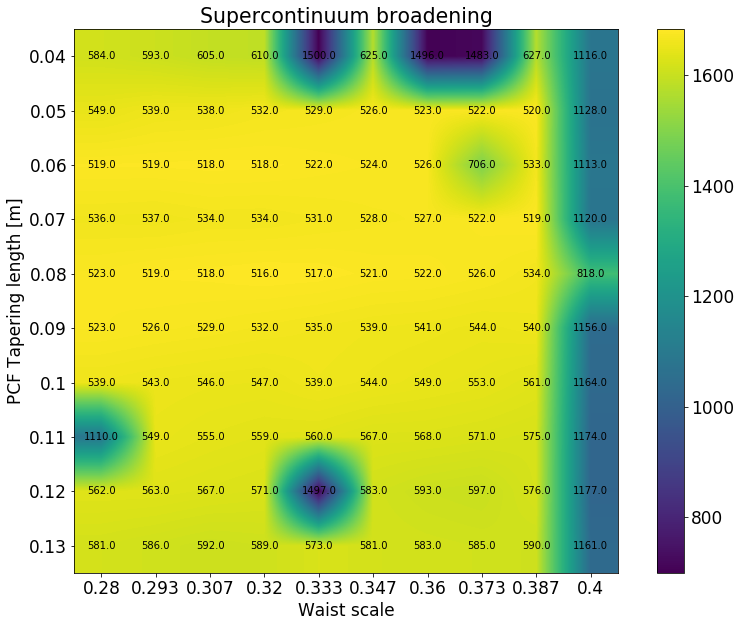 Supercontinuum broadening
0.04 584.0 593.0 605.0 610.0 1500.0 625.0 1496.0 1483.0 627.0 1116.0
0.05 549.0 539.0 538.0 532.0 529.0 526.0 523.0 522.0 520.0 1128.0
0.06 519.0 519.0 518.0 518.0 522.0 524.0 526.0 706.0 533.0 1113.0
0.07 536.0 537.0 534.0 534.0 531.0 528.0 527.0 522.0 519.0 1120.0
0.08 523.0 519.0 518.0 516.0 517.0 521.0 522.0 526.0 534.0 818.0
0.09 523.0 526.0 529.0 532.0 535.0 539.0 541.0 544.0 540.0 1156.0
0.1 539.0 543.0 546.0 547.0 539.0 544.0 549.0 553.0 561.0 1164.0
0.11 1110.0 549.0 555.0 559.0 560.0 567.0 568.0 571.0 575.0 1174.0
0.12 562.0 563.0 567.0 571.0 1497.0 583.0 593.0 597.0 576.0 1177.0
0.13 581.0 586.0 592.0 589.0 573.0 581.0 583.0 585.0 590.0 1161.0
0.28 0.293 0.307 0.32 0.333 0.347 0.36 0.373 0.387 0.4
Waist scale
PCF Tapering length [m]
1600
1400
1200
1000
800